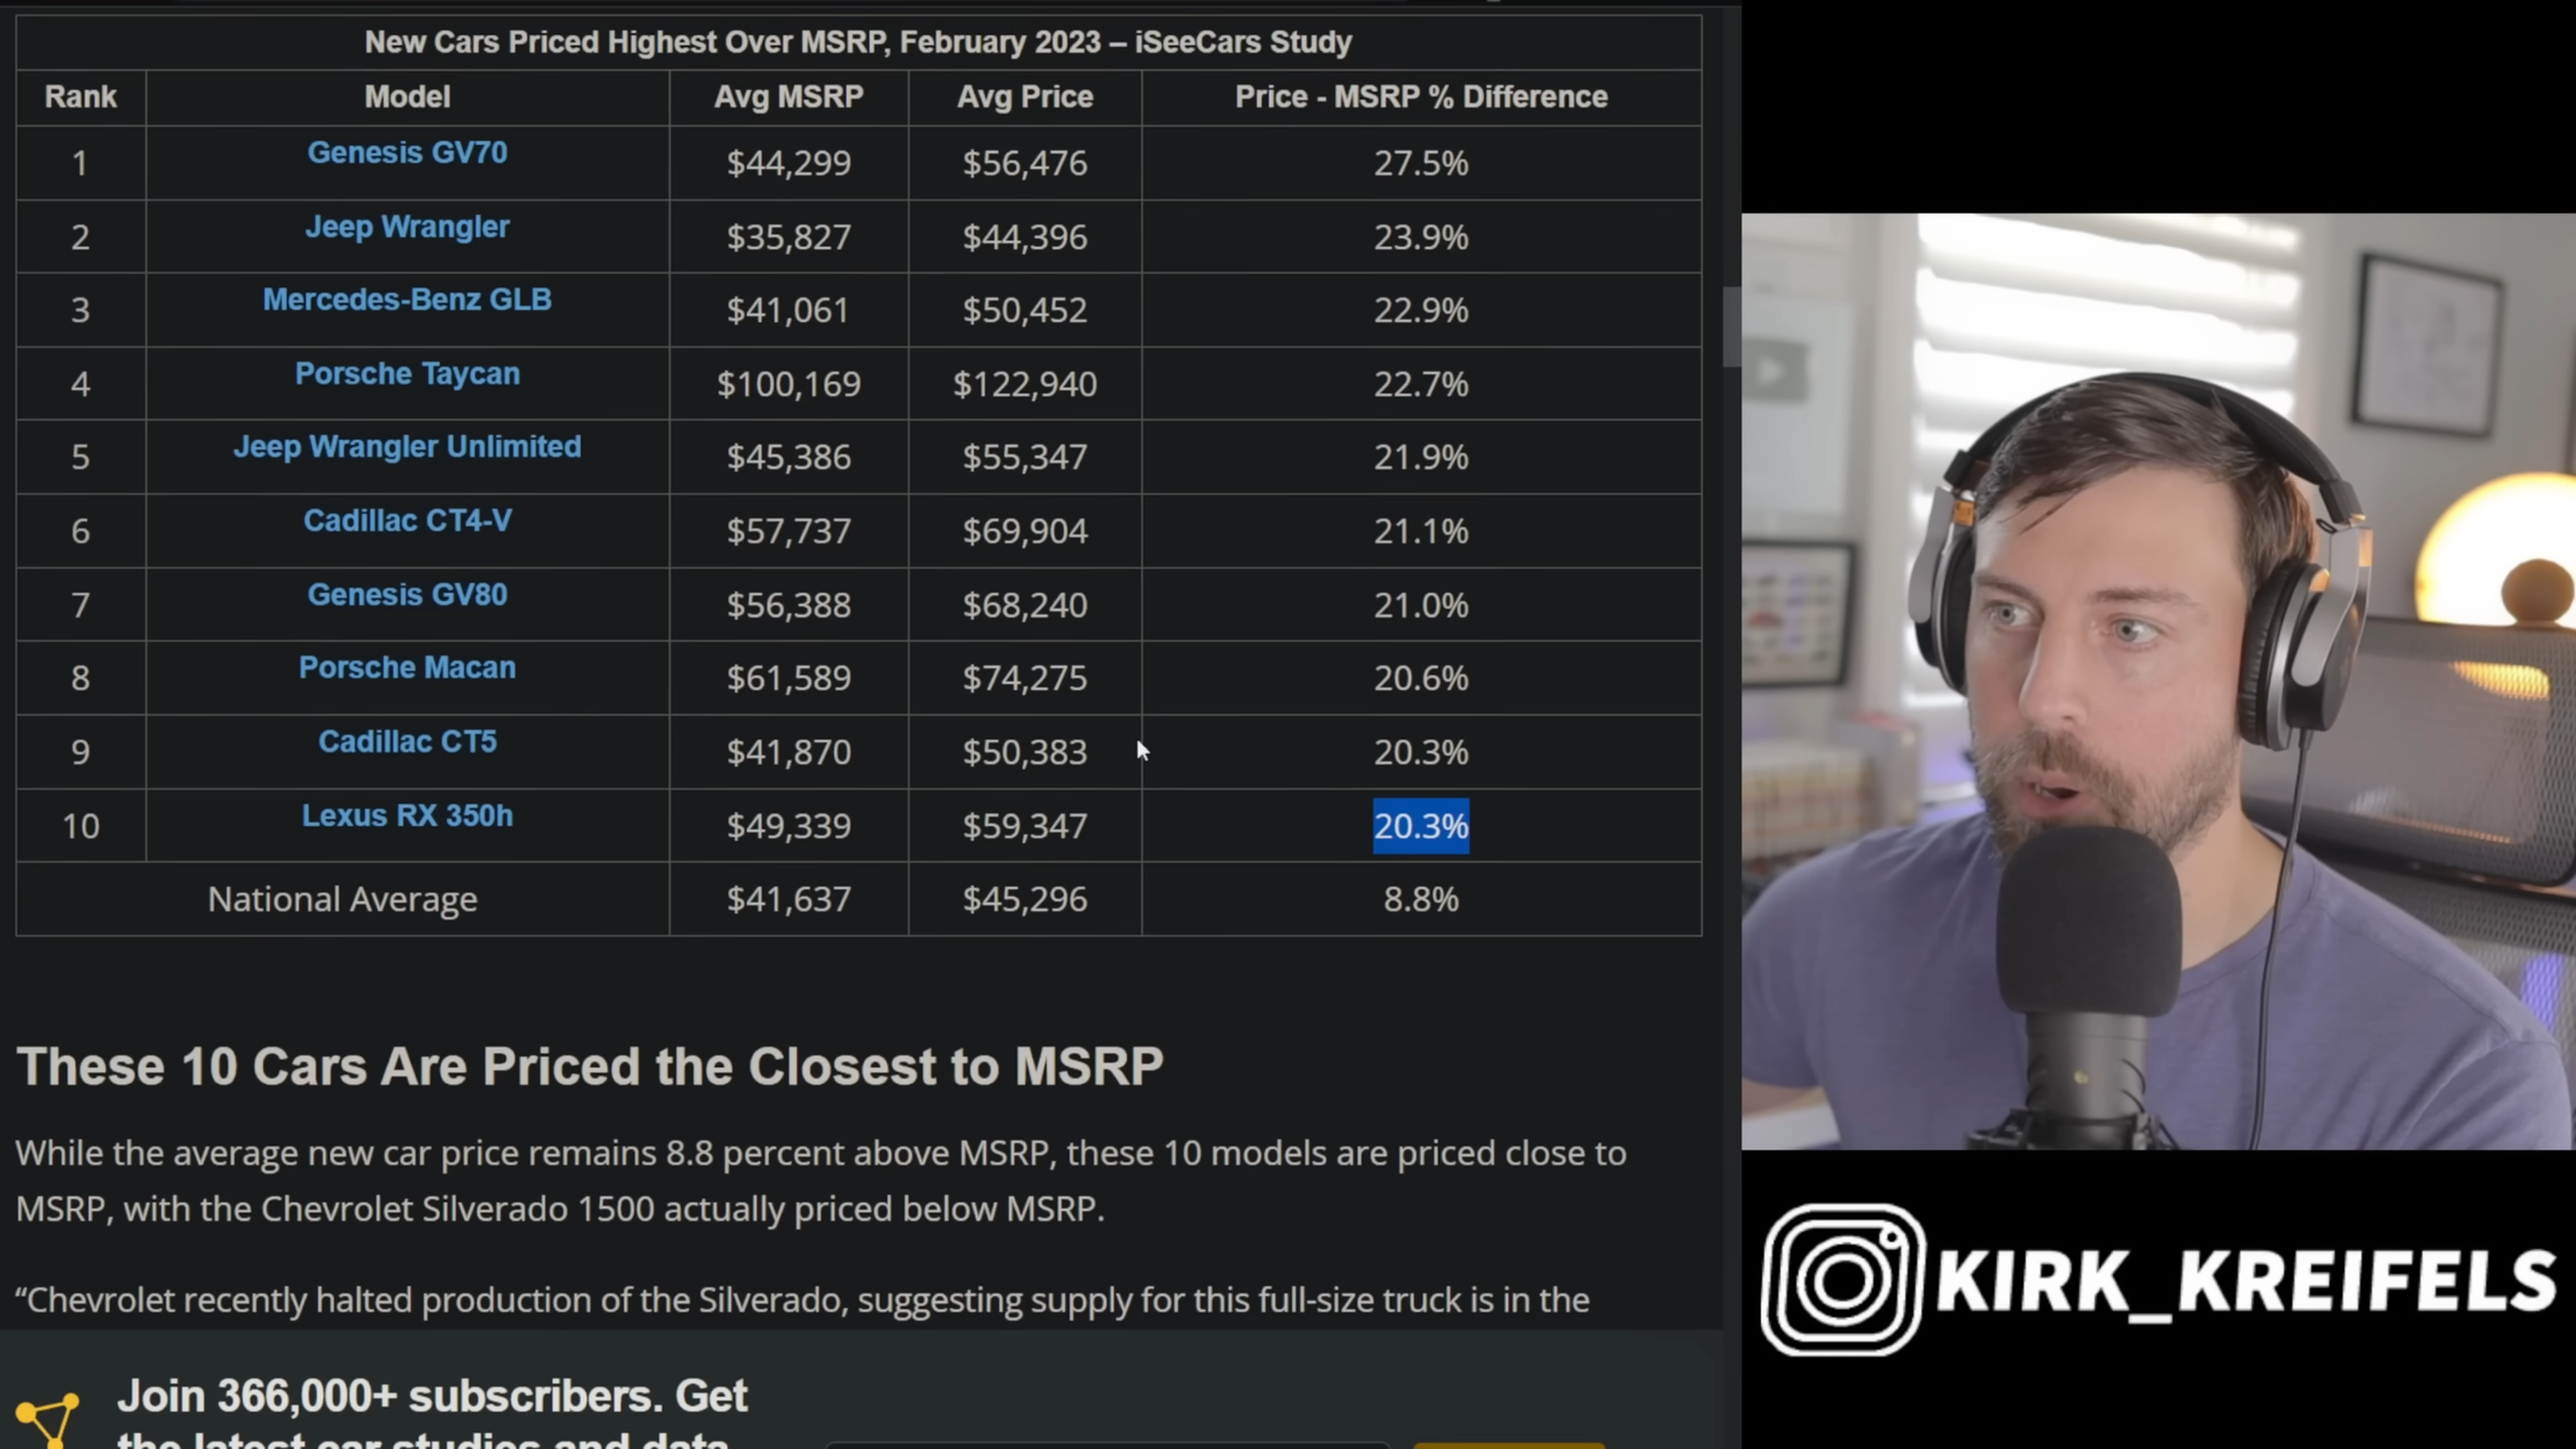 New Cars Priced Highest Over MSRP, February 2023 – iSeeCars Study
Rank Model Avg MSRP Avg Price Price - MSRP % Difference
1 Genesis GV70 $44,299 $56,476 27.5%
2 Jeep Wrangler $35,827 $44,396 23.9%
3 Mercedes-Benz GLB $41,061 $50,452 22.9%
4 Porsche Taycan $100,169 $122,940 22.7%
5 Jeep Wrangler Unlimited $45,386 $55,347 21.9%
6 Cadillac CT4-V $57,737 $69,904 21.1%
7 Genesis GV80 $56,388 $68,240 21.0%
8 Porsche Macan $61,589 $74,275 20.6%
9 Cadillac CT5 $41,870 $50,383 20.3%
10 Lexus RX 350h $49,339 $59,347 20.3%
National Average $41,637 $45,296 8.8%
These 10 Cars Are Priced the Closest to MSRP
While the average new car price remains 8.8 percent above MSRP, these 10 models are priced close to
MSRP, with the Chevrolet Silverado 1500 actually priced below MSRP.
“Chevrolet recently halted production of the Silverado, suggesting supply for this full-size truck is in the
Join 366,000+ subscribers. Get
the latest car studies and data
KIRK_KREIFELS